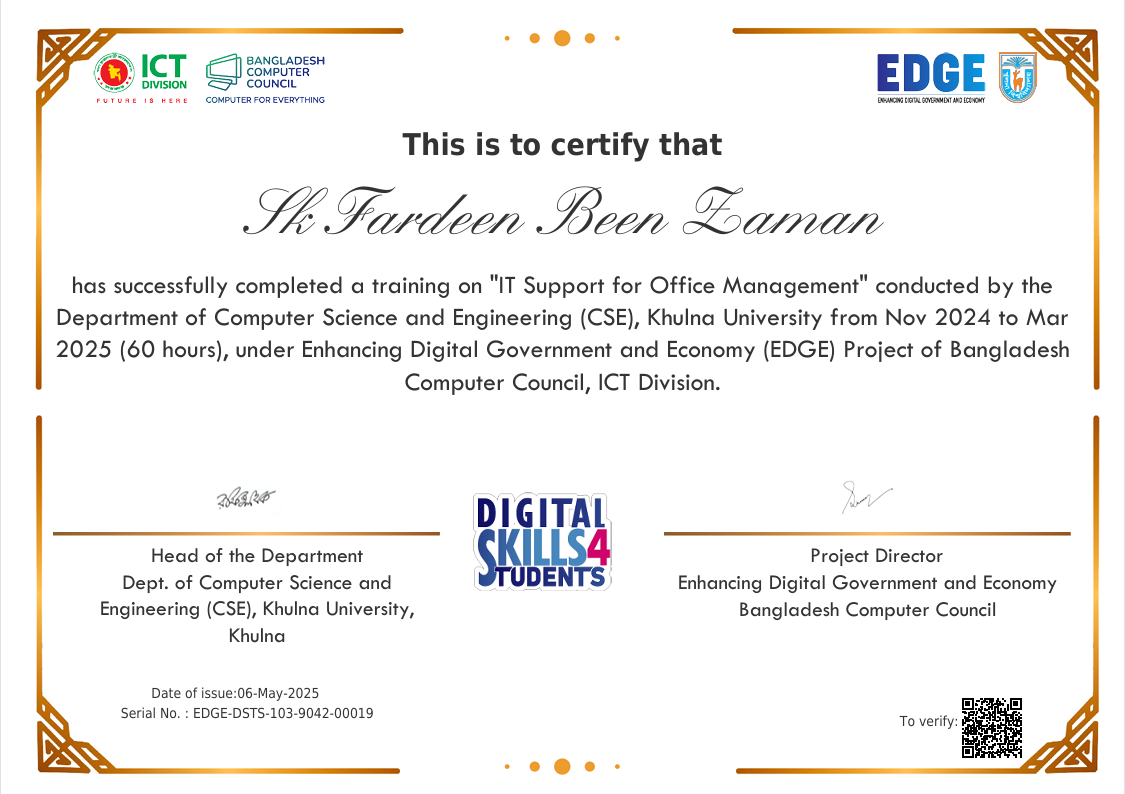 ICT
DIVISION
FUTURE IS HERE
BANGLADESH
COMPUTER
COUNCIL
COMPUTER FOR EVERYTHING
EDGE
ENHANCING DIGITAL GOVERNMENT AND ECONOMY
This is to certify that
Sk Fardeen Been Zaman
has successfully completed a training on "IT Support for Office Management" conducted by the
Department of Computer Science and Engineering (CSE), Khulna University from Nov 2024 to Mar
2025 (60 hours), under Enhancing Digital Government and Economy (EDGE) Project of Bangladesh
Computer Council, ICT Division.
DIGITAL
SKILLS4
STUDENTS
Head of the Department
Dept. of Computer Science and
Engineering (CSE), Khulna University,
Khulna
Project Director
Enhancing Digital Government and Economy
Bangladesh Computer Council
Date of issue:06-May-2025
Serial No. : EDGE-DSTS-103-9042-00019
To verify: